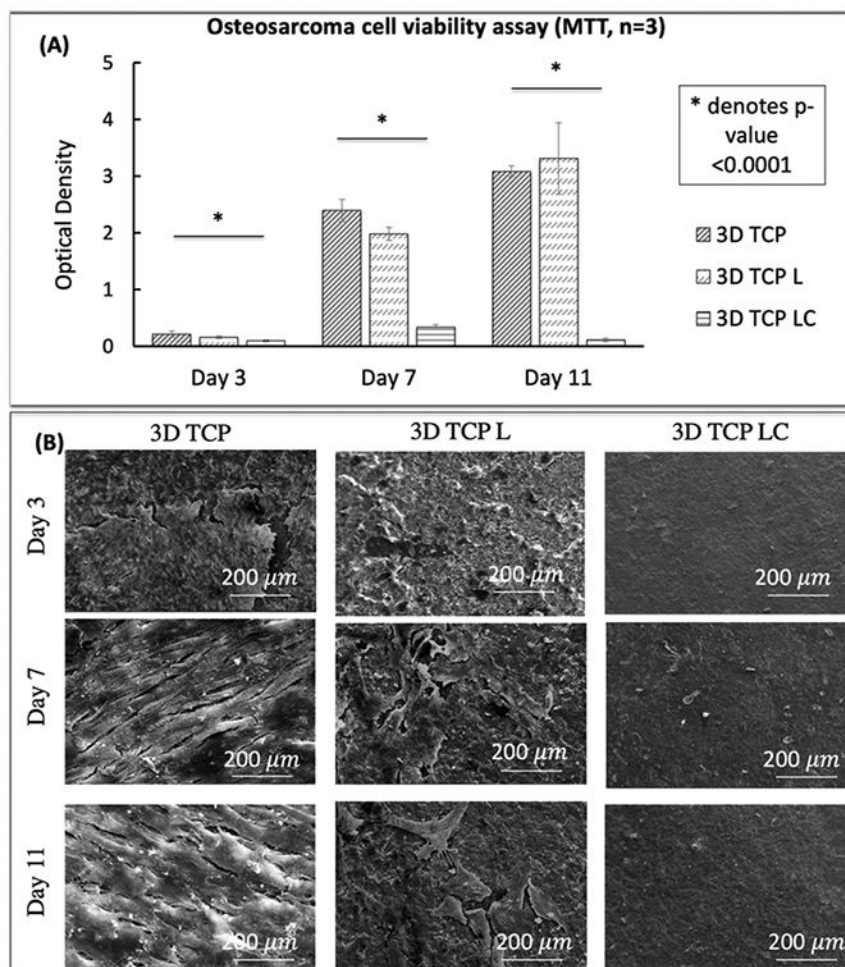 Osteosarcoma cell viability assay (MTT, n=3)
(A)
5
4
3
2
1
0
Optical Density
*
*
*
Day 3
Day 7
Day 11
* denotes p-
value
<0.0001
3D TCP
3D TCP L
3D TCP LC
(B)
3D TCP
3D TCP L
3D TCP LC
Day 3
200 μm
200 μm
200 μm
Day 7
200 μm
200 μm
200 μm
Day 11
200 μm
200 μm
200 μm